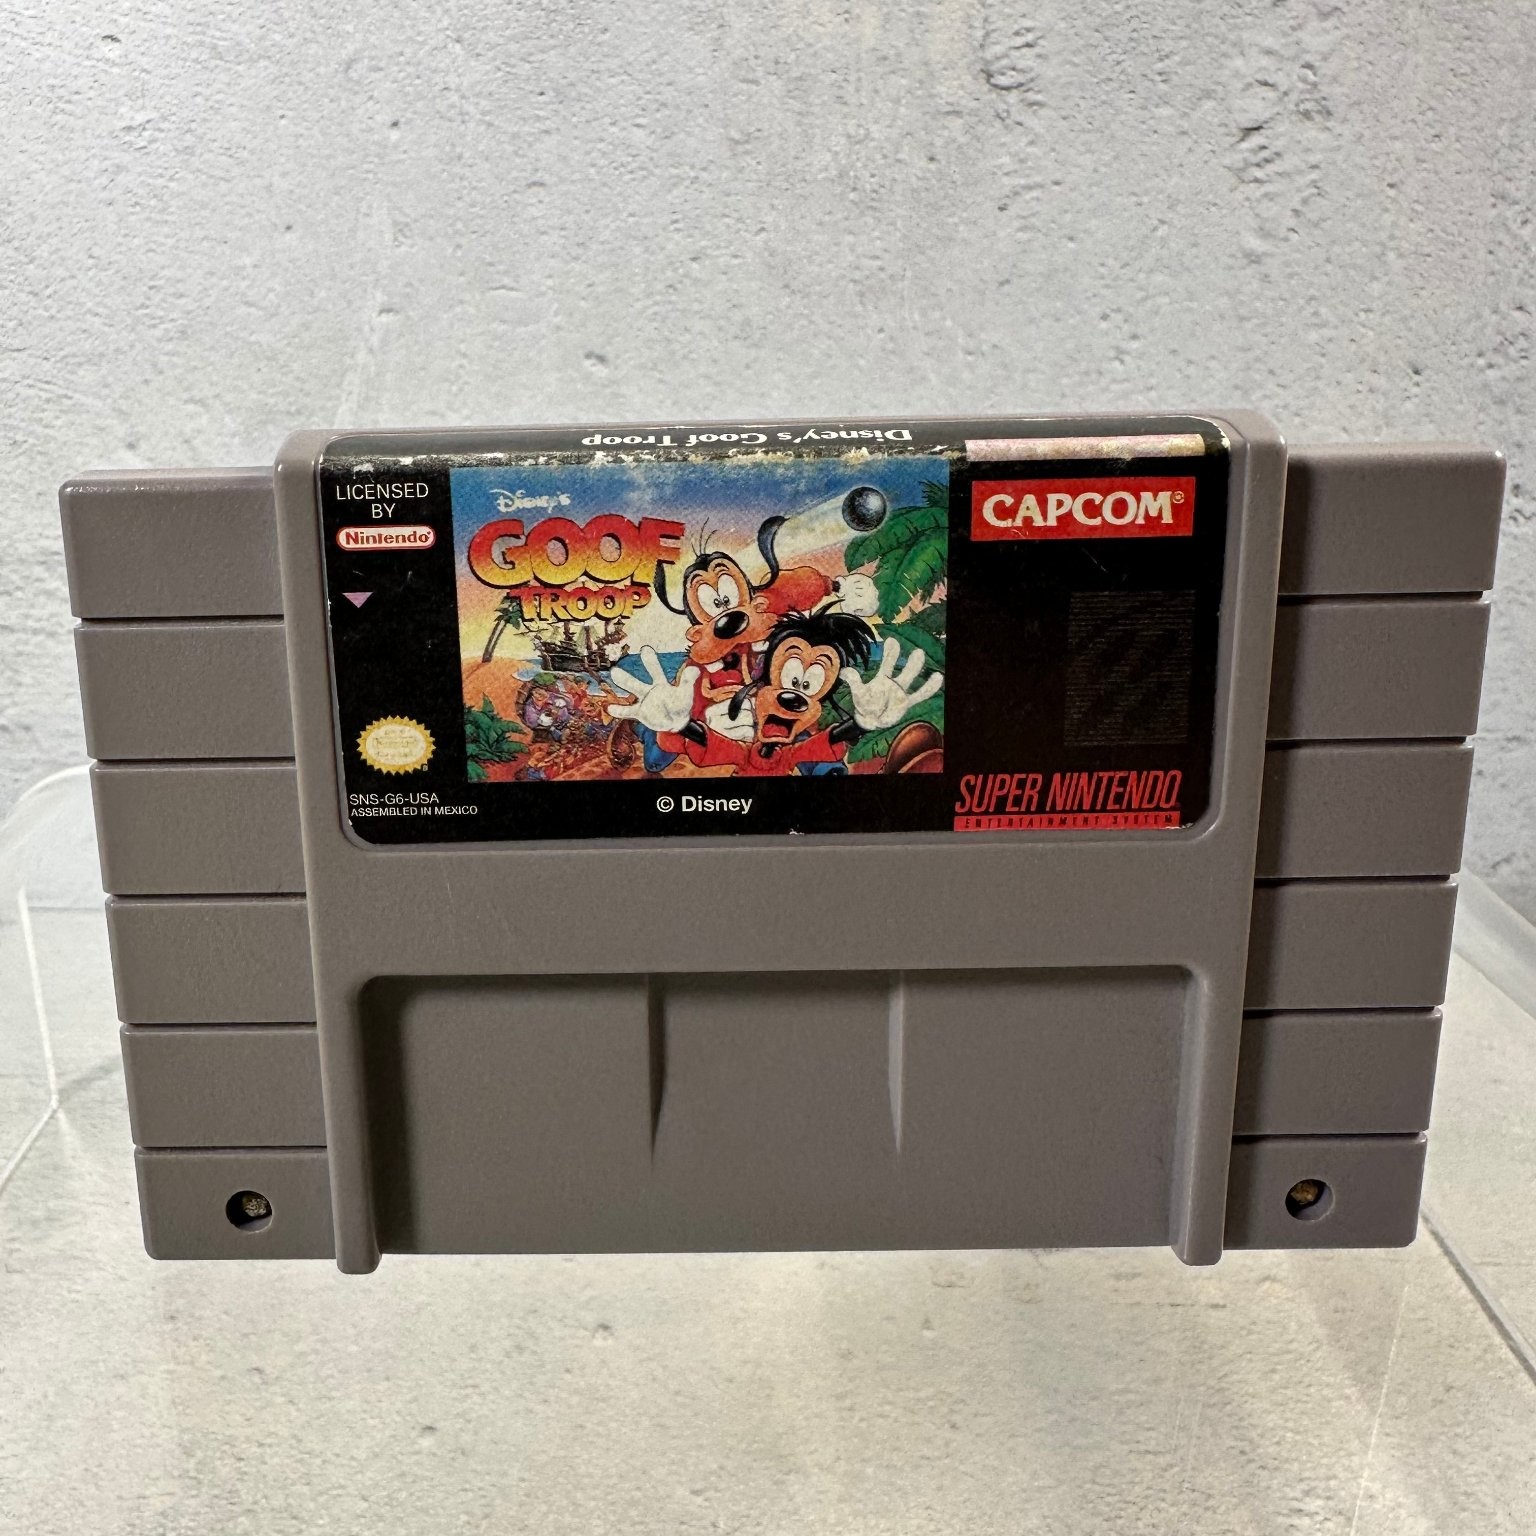 Disney's Goof Troop
LICENSED
BY
Nintendo®
Disney's
GOOF
TROOP
CAPCOM®
SNS-G6-USA
ASSEMBLED IN MEXICO
© Disney
SUPER NINTENDO
ENTERTAINMENT SYSTEM